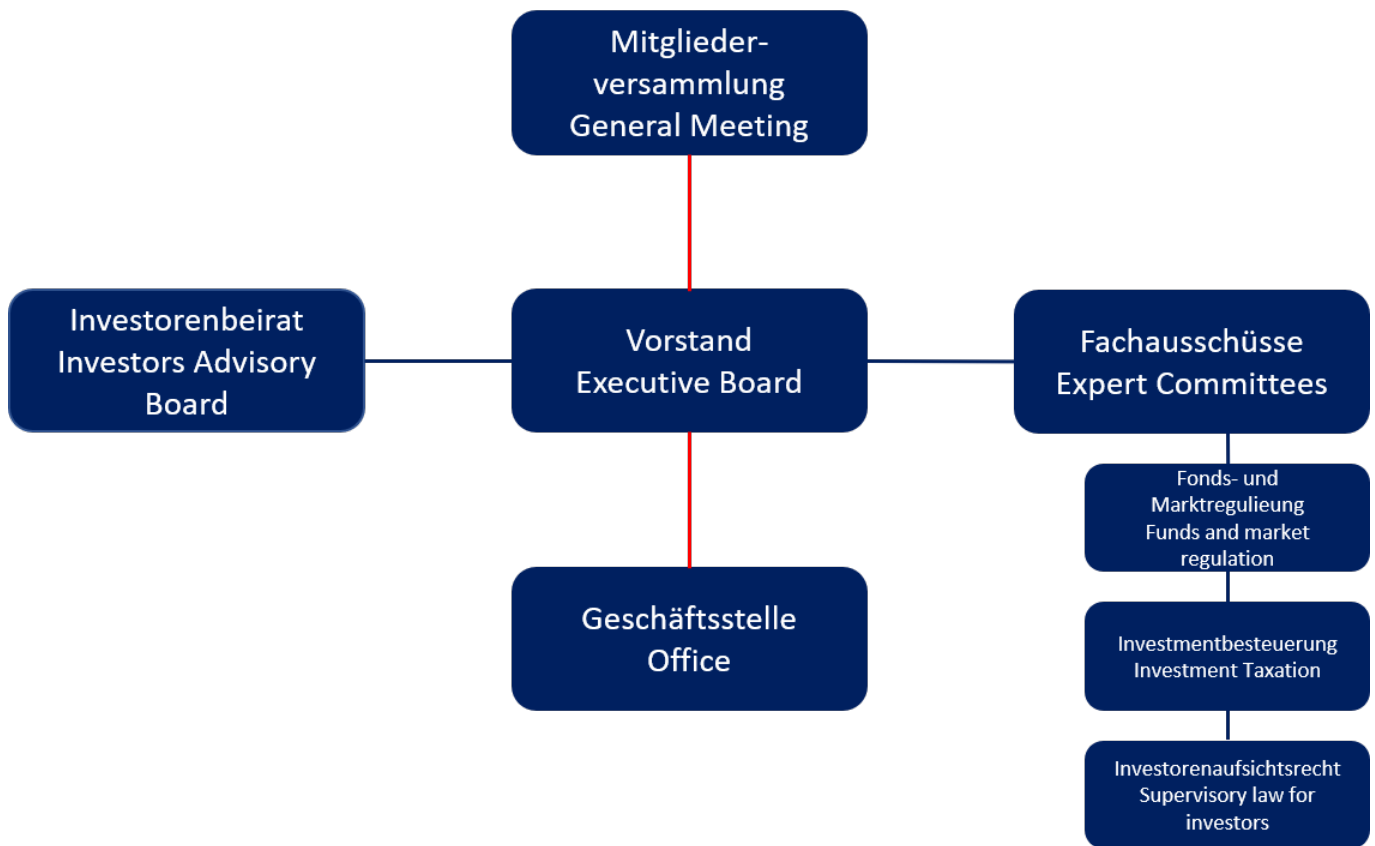 Mitglieder-
versammlung
General Meeting
Investorenbeirat
Investors Advisory
Board
Vorstand
Executive Board
Fachausschüsse
Expert Committees
Fonds- und
Marktregulieung
Funds and market
regulation
Geschäftsstelle
Office
Investmentbesteuerung
Investment Taxation
Investorenaufsichtsrecht
Supervisory law for
investors